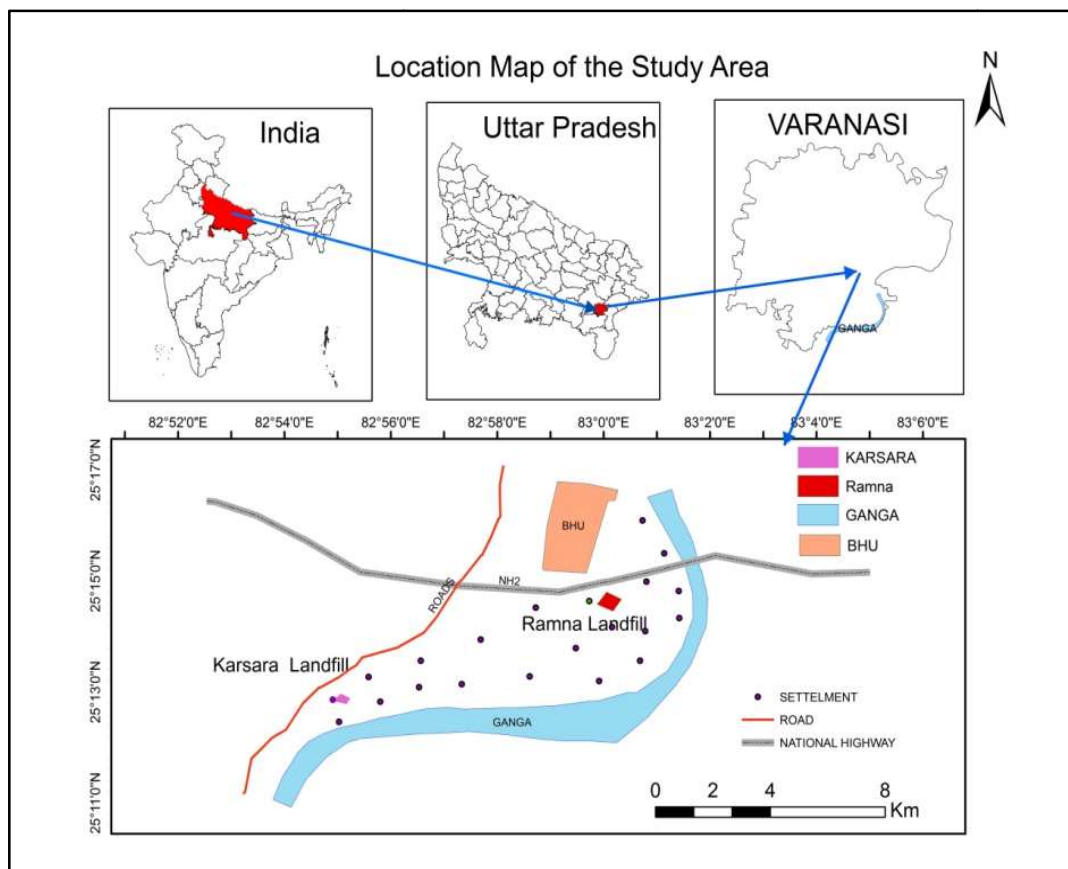 Location Map of the Study Area
N
India
Uttar Pradesh
VARANASI
GANGA
82°52'0"E 82°54'0"E 82°56'0"E 82°58'0"E 83°0'0"E 83°2'0"E 83°4'0"E 83°6'0"E
25°17'0"N
25°15'0"N
25°13'0"N
25°11'0"N
KARSARA
Ramna
GANGA
BHU
BHU
NH2
ROADS
Ramna Landfill
Karsara Landfill
GANGA
SETTELMENT
ROAD
NATIONAL HIGHWAY
0 2 4 8
Km